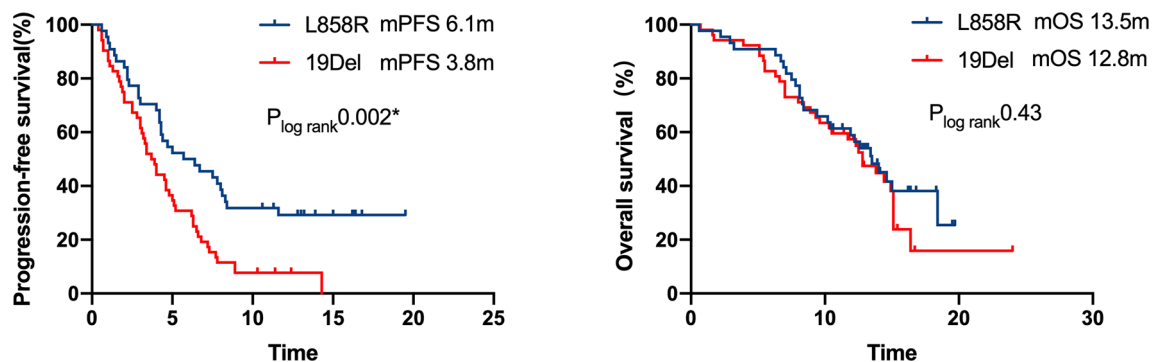 L858R mPFS 6.1m
19Del mPFS 3.8m
Plog rank0.002*
Progression-free survival(%)
100
80
60
40
20
0
0 5 10 15 20 25
Time
L858R mOS 13.5m
19Del mOS 12.8m
Plog rank0.43
Overall survival (%)
100
80
60
40
20
0
0 10 20 30
Time